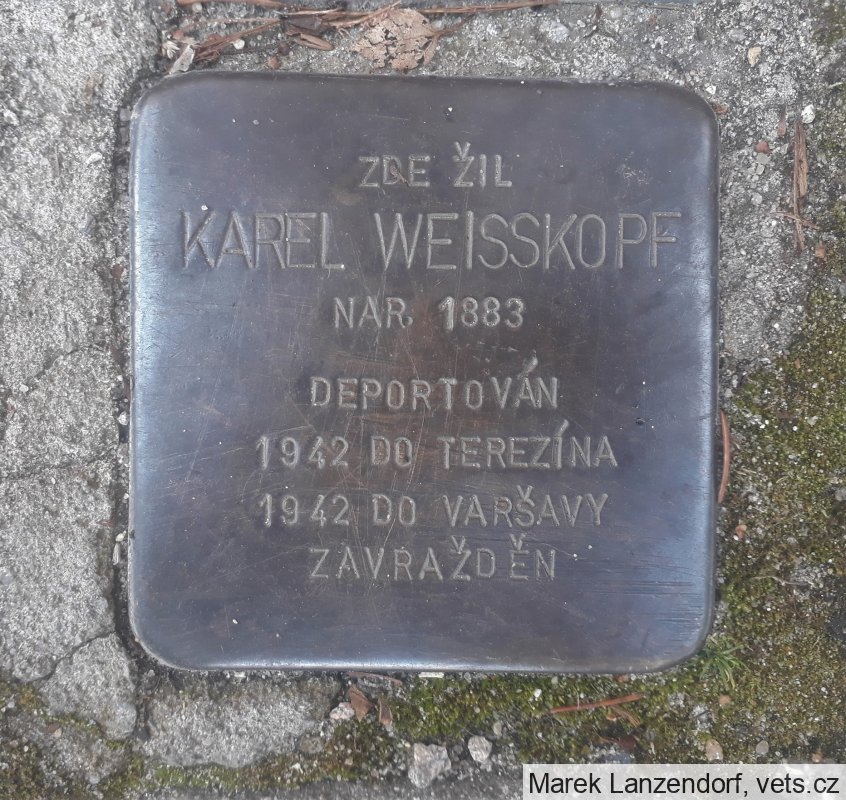 ZDE ŽIL
KAREL WEISSKOPF
NAR. 1883
DEPORTOVÁN
1942 DO TEREZÍNA
1942 DO VARŠAVY
ZAVRAŽDĚN
Marek Lanzendorf, vets.cz